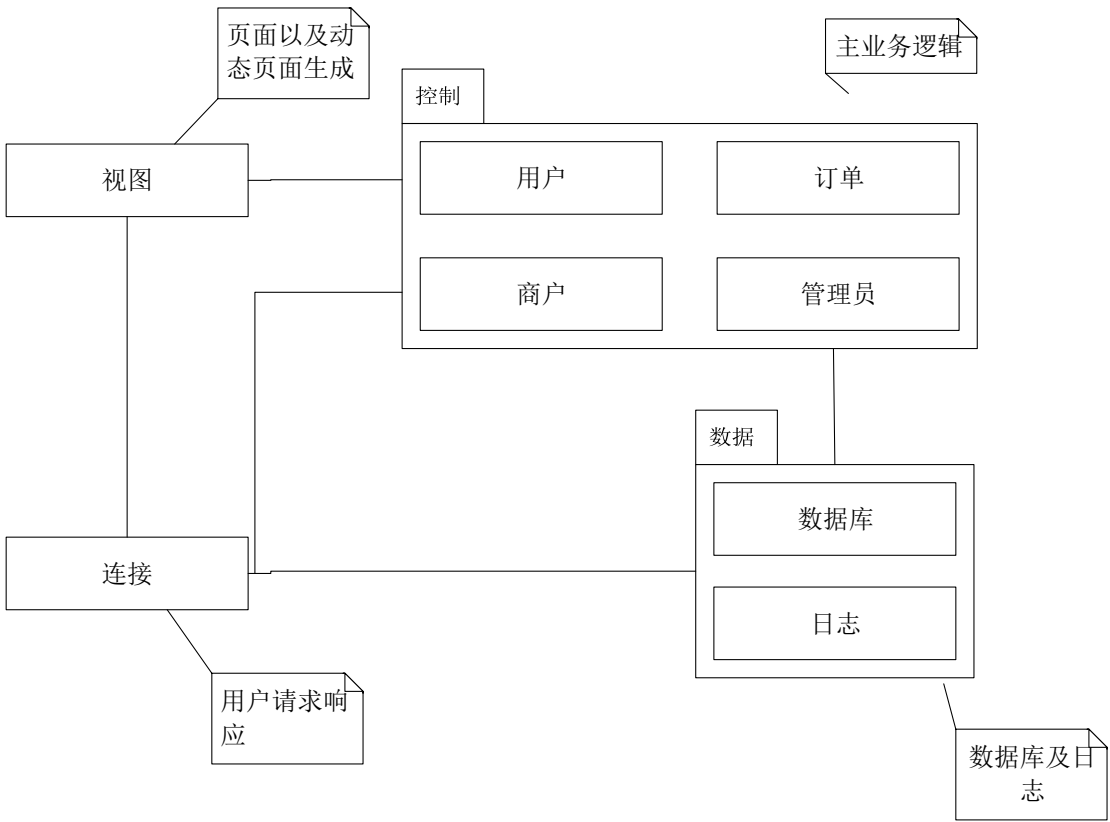 页面以及动
态页面生成
主业务逻辑
控制
视图
用户
订单
商户
管理员
数据
数据库
连接
日志
用户请求响
应
数据库及日
志